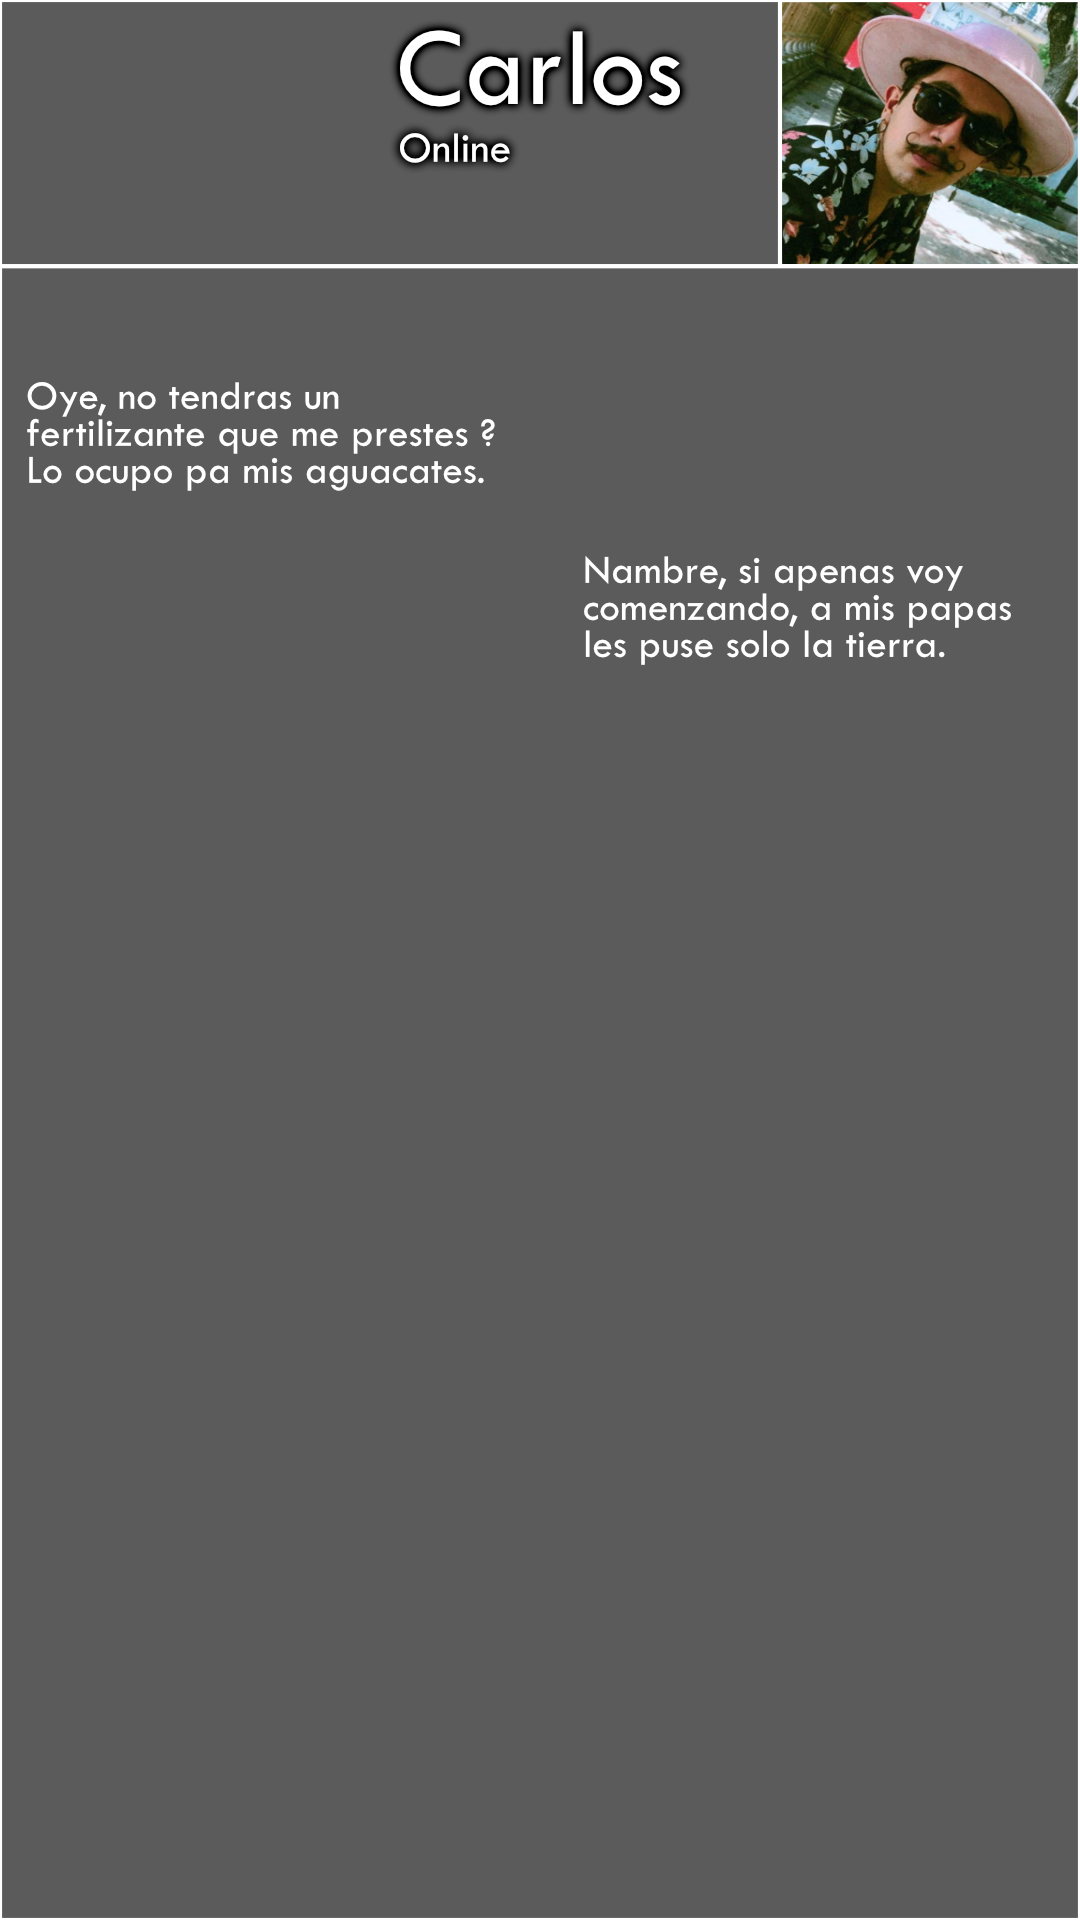 Carlos
Online
Oye, no tendras un
fertilizante que me prestes ?
Lo ocupo pa mis aguacates.
Nambre, si apenas voy
comenzando, a mis papas
les puse solo la tierra.